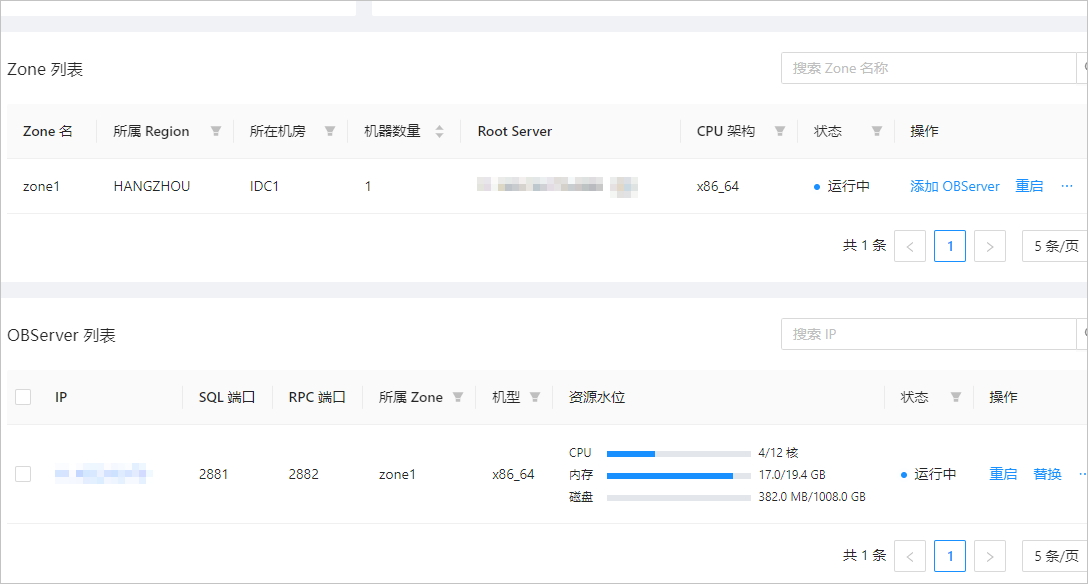 Zone 列表
搜索 Zone 名称
Zone 名 所属 Region 所在机房 机器数量 Root Server CPU 架构 状态 操作
zone1 HANGZHOU IDC1 1 x86_64 运行中 添加 OBServer 重启 ···
共 1 条 < 1 > 5 条/页
OBServer 列表
搜索 IP
IP SQL 端口 RPC 端口 所属 Zone 机型 资源水位 状态 操作
CPU 4/12 核
2881 2882 zone1 x86_64 内存 17.0/19.4 GB 运行中 重启 替换 ···
磁盘 382.0 MB/1008.0 GB
共 1 条 < 1 > 5 条/页